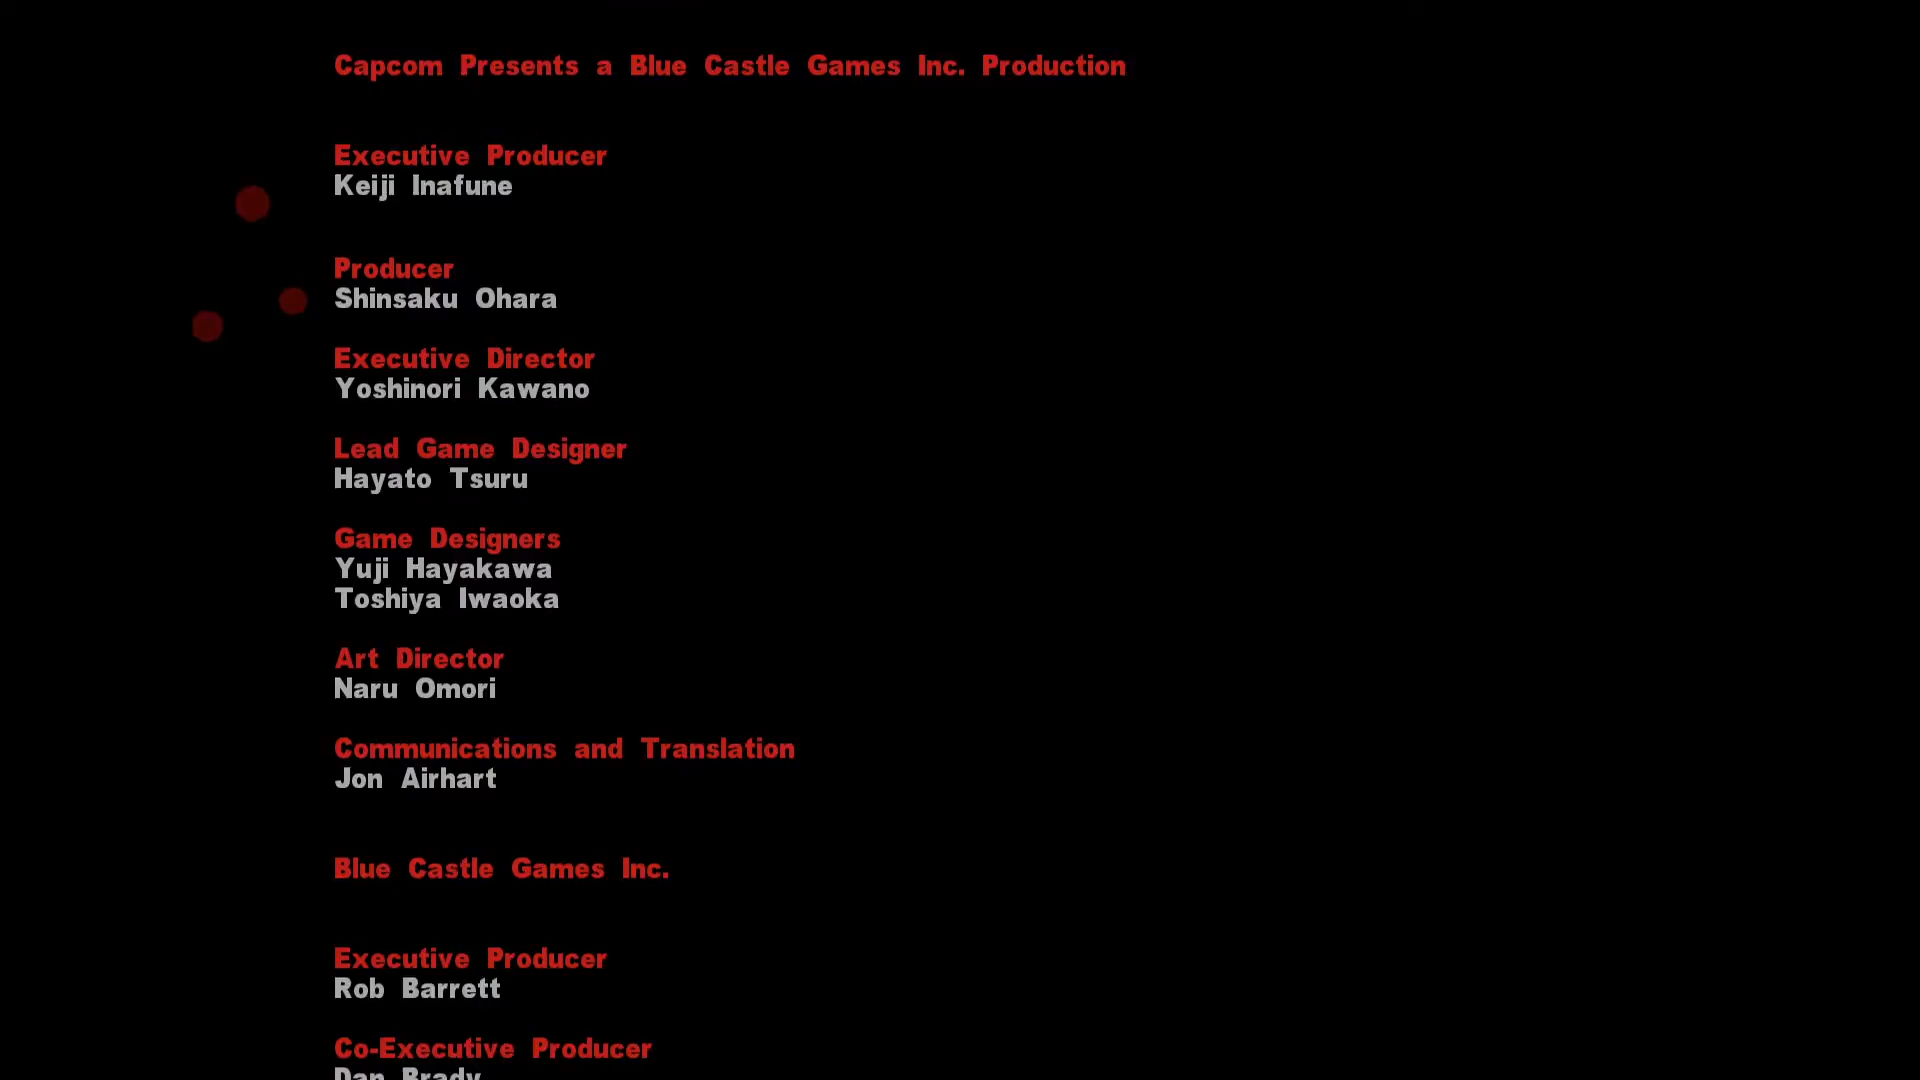 Capcom Presents a Blue Castle Games Inc. Production
Executive Producer
Keiji Inafune
Producer
Shinsaku Ohara
Executive Director
Yoshinori Kawano
Lead Game Designer
Hayato Tsuru
Game Designers
Yuji Hayakawa
Toshiya Iwaoka
Art Director
Naru Omori
Communications and Translation
Jon Airhart
Blue Castle Games Inc.
Executive Producer
Rob Barrett
Co-Executive Producer
Dan Brady